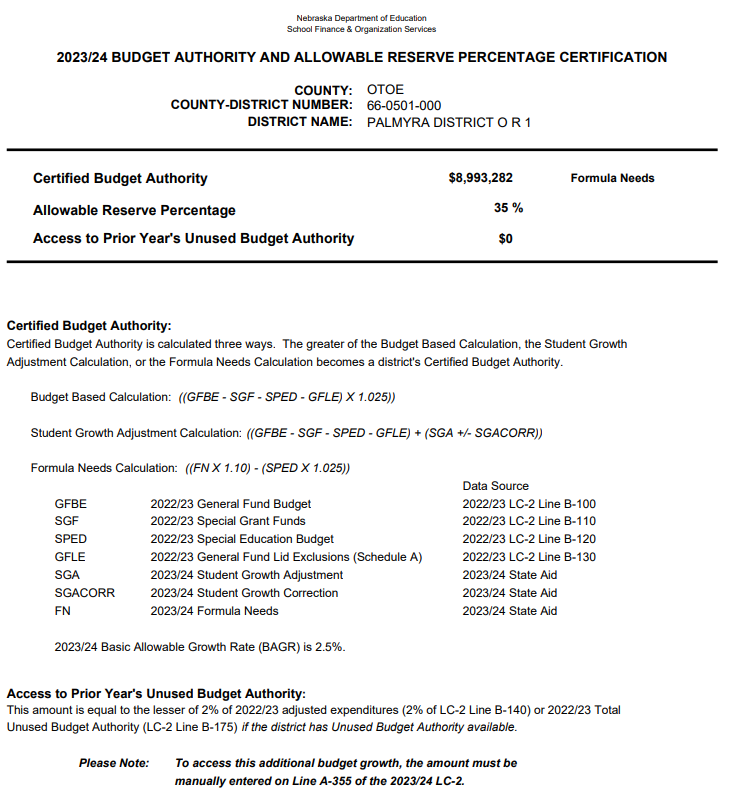 Nebraska Department of Education
School Finance & Organization Services
2023/24 BUDGET AUTHORITY AND ALLOWABLE RESERVE PERCENTAGE CERTIFICATION
COUNTY: OTOE
COUNTY-DISTRICT NUMBER: 66-0501-000
DISTRICT NAME: PALMYRA DISTRICT O R 1
Certified Budget Authority $8,993,282 Formula Needs
Allowable Reserve Percentage 35 %
Access to Prior Year's Unused Budget Authority $0
Certified Budget Authority:
Certified Budget Authority is calculated three ways. The greater of the Budget Based Calculation, the Student Growth
Adjustment Calculation, or the Formula Needs Calculation becomes a district's Certified Budget Authority.
Budget Based Calculation: ((GFBE - SGF - SPED - GFLE) X 1.025))
Student Growth Adjustment Calculation: ((GFBE - SGF - SPED - GFLE) + (SGA +/- SGACORR))
Formula Needs Calculation: ((FN X 1.10) - (SPED X 1.025))
Data Source
GFBE 2022/23 General Fund Budget 2022/23 LC-2 Line B-100
SGF 2022/23 Special Grant Funds 2022/23 LC-2 Line B-110
SPED 2022/23 Special Education Budget 2022/23 LC-2 Line B-120
GFLE 2022/23 General Fund Lid Exclusions (Schedule A) 2022/23 LC-2 Line B-130
SGA 2023/24 Student Growth Adjustment 2023/24 State Aid
SGACORR 2023/24 Student Growth Correction 2023/24 State Aid
FN 2023/24 Formula Needs 2023/24 State Aid
2023/24 Basic Allowable Growth Rate (BAGR) is 2.5%.
Access to Prior Year's Unused Budget Authority:
This amount is equal to the lesser of 2% of 2022/23 adjusted expenditures (2% of LC-2 Line B-140) or 2022/23 Total
Unused Budget Authority (LC-2 Line B-175) if the district has Unused Budget Authority available.
Please Note: To access this additional budget growth, the amount must be
manually entered on Line A-355 of the 2023/24 LC-2.